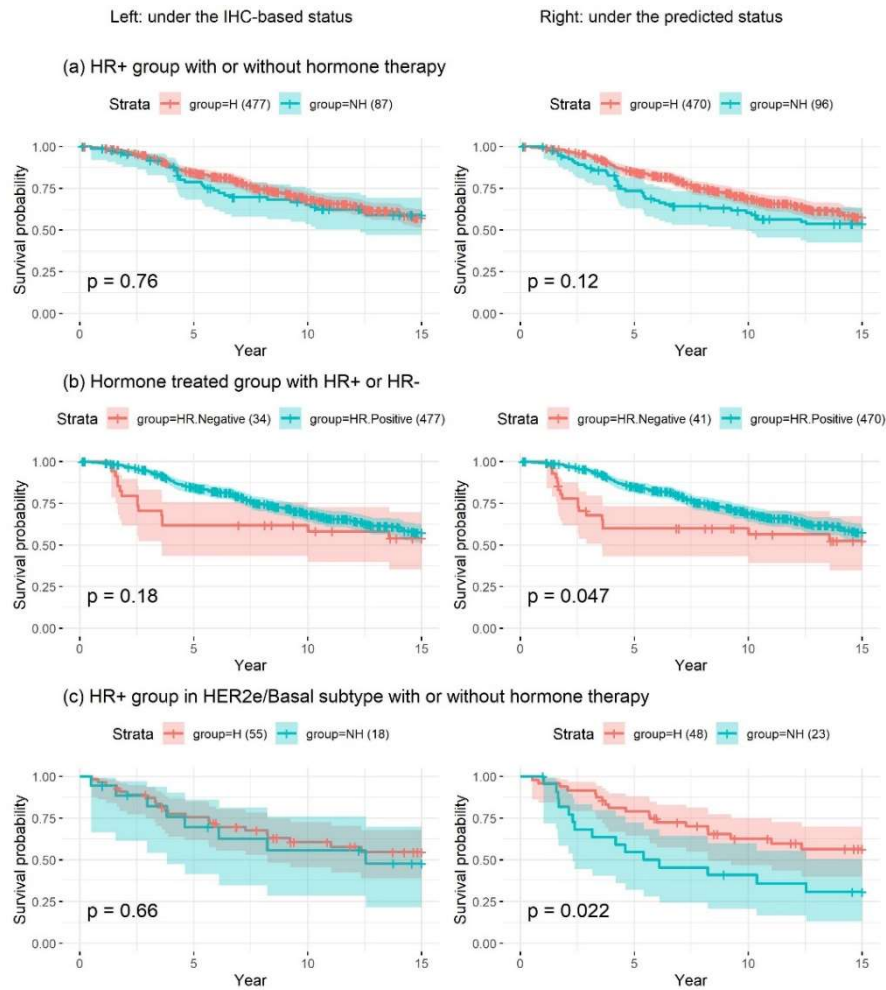 Left: under the IHC-based status
Right: under the predicted status
(a) HR+ group with or without hormone therapy
Strata group=H (477) group=NH (87)
Strata group=H (470) group=NH (96)
Survival probability
1.00
0.75
0.50
0.25
0.00
p = 0.76
0 5 10 15
Year
Survival probability
1.00
0.75
0.50
0.25
0.00
p = 0.12
0 5 10 15
Year
(b) Hormone treated group with HR+ or HR-
Strata group=HR.Negative (34) group=HR.Positive (477)
Strata group=HR.Negative (41) group=HR.Positive (470)
Survival probability
1.00
0.75
0.50
0.25
0.00
p = 0.18
0 5 10 15
Year
Survival probability
1.00
0.75
0.50
0.25
0.00
p = 0.047
0 5 10 15
Year
(c) HR+ group in HER2e/Basal subtype with or without hormone therapy
Strata group=H (55) group=NH (18)
Strata group=H (48) group=NH (23)
Survival probability
1.00
0.75
0.50
0.25
0.00
p = 0.66
0 5 10 15
Year
Survival probability
1.00
0.75
0.50
0.25
0.00
p = 0.022
0 5 10 15
Year